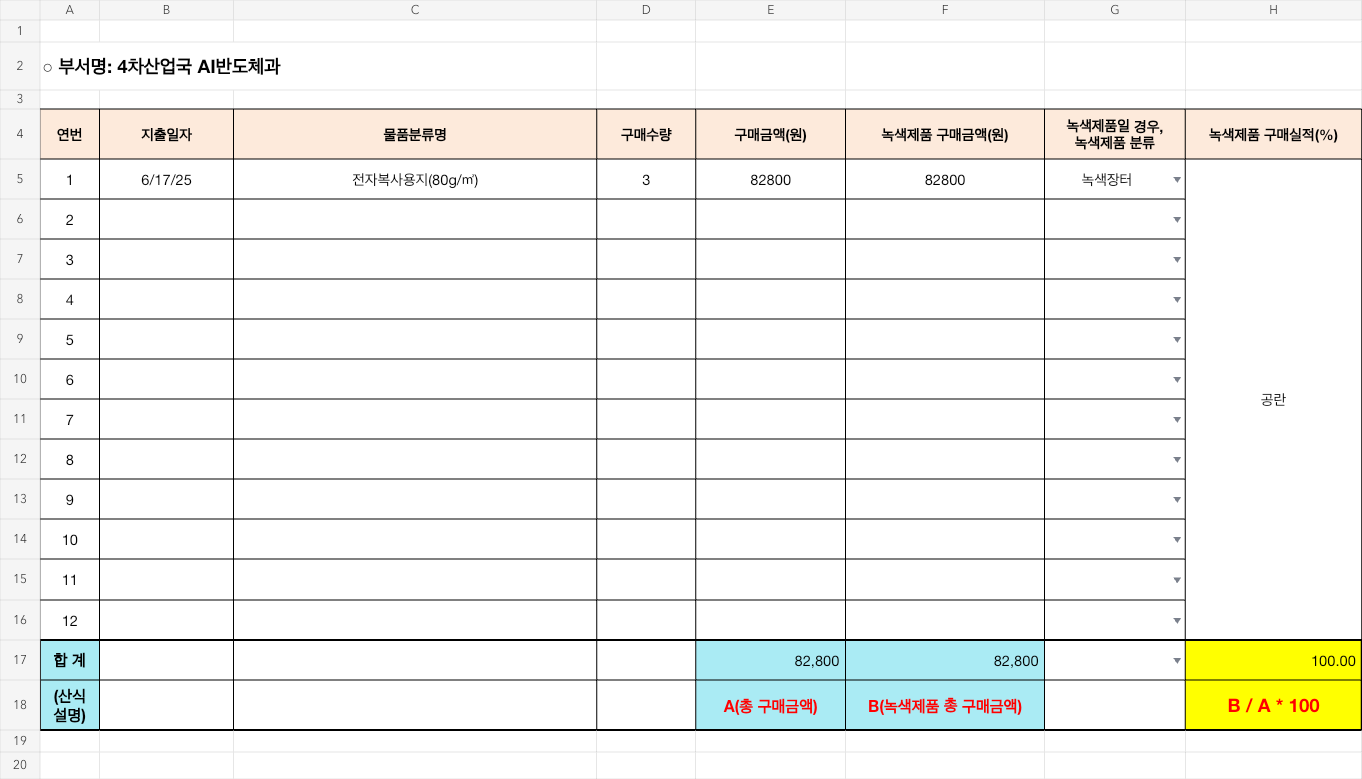 A B C D E F G H
1
2 ○ 부서명: 4차산업국 AI반도체과
3
4 연번 지출일자 물품분류명 구매수량 구매금액(원) 녹색제품 구매금액(원) 녹색제품일 경우, 녹색제품 구매실적(%)
녹색제품 분류
5 1 6/17/25 전자복사용지(80g/㎡) 3 82800 82800 녹색장터
6 2
7 3
8 4
9 5
10 6
11 7 공란
12 8
13 9
14 10
15 11
16 12
17 합 계 82,800 82,800 100.00
18 (산식 A(총 구매금액) B(녹색제품 총 구매금액) B / A * 100
설명)
19
20